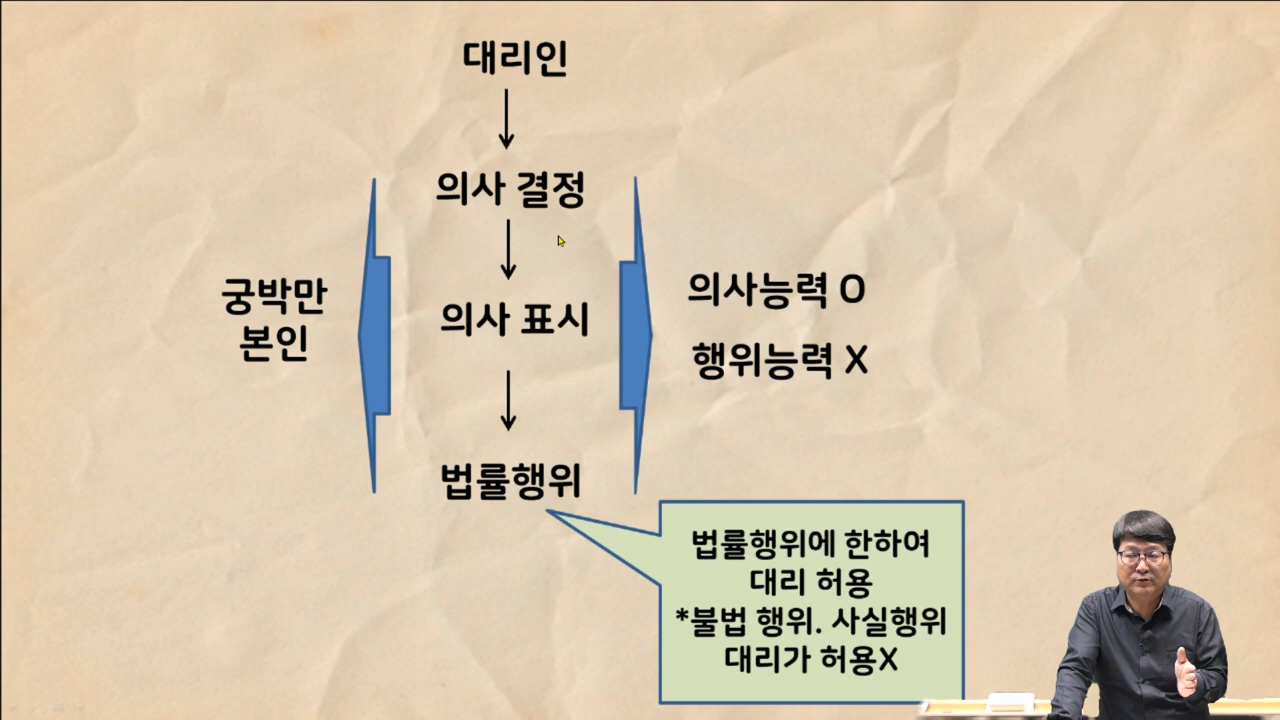 대리인
의사 결정
의사 표시
법률행위
궁박만
본인
의사능력 O
행위능력 X
법률행위에 한하여
대리 허용
*불법 행위. 사실행위
대리가 허용X